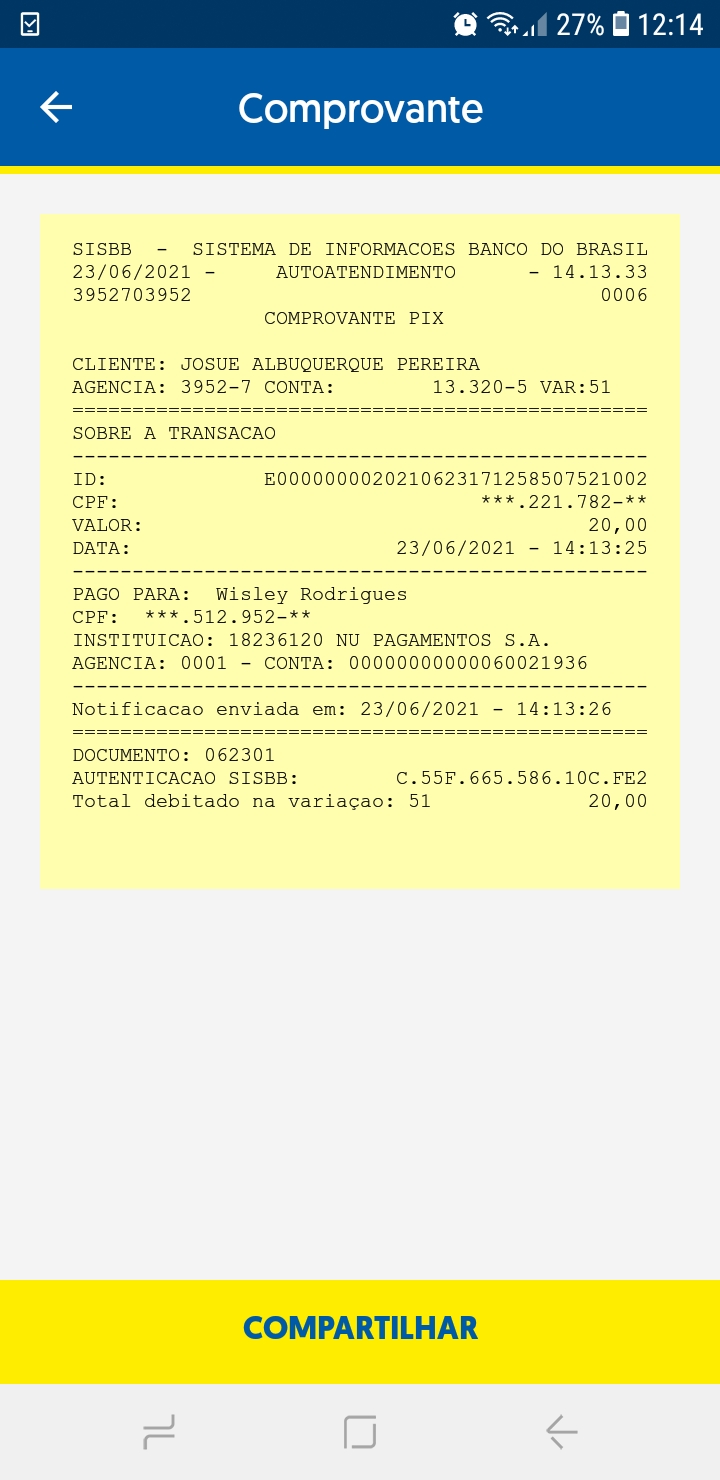 27% 12:14
Comprovante
SISBB - SISTEMA DE INFORMACOES BANCO DO BRASIL
23/06/2021 - AUTOATENDIMENTO - 14.13.33
3952703952 0006
COMPROVANTE PIX
CLIENTE: JOSUE ALBUQUERQUE PEREIRA
AGENCIA: 3952-7 CONTA: 13.320-5 VAR:51
================================================
SOBRE A TRANSACAO
------------------------------------------------
ID: E00000000202106231712585075210​02
CPF: ***.221.782-**
VALOR: 20,00
DATA: 23/06/2021 - 14:13:25
------------------------------------------------
PAGO PARA: Wisley Rodrigues
CPF: ***.512.952-**
INSTITUICAO: 18236120 NU PAGAMENTOS S.A.
AGENCIA: 0001 - CONTA: 00000000000060021936
------------------------------------------------
Notificacao enviada em: 23/06/2021 - 14:13:26
================================================
DOCUMENTO: 062301
AUTENTICACAO SISBB: C.55F.665.586.10C.FE2
Total debitado na variaçao: 51 20,00
COMPARTILHAR